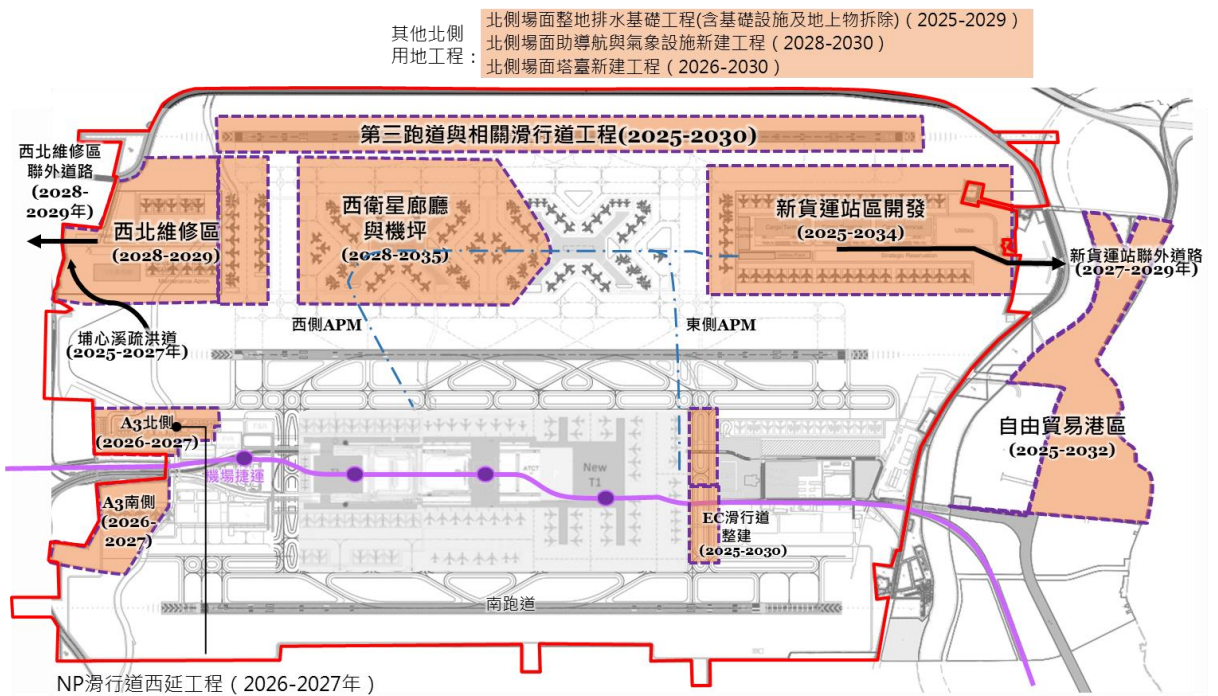 其他北側
用地工程：
北側場面整地排水基礎工程(含基礎設施及地上物拆除)（2025-2029）
北側場面助導航與氣象設施新建工程（2028-2030）
北側場面塔臺新建工程（2026-2030）
第三跑道與相關滑行道工程(2025-2030)
西北維修區
聯外道路
(2028-
2029年)
西北維修區
(2028-2029)
西衛星廊廳
與機坪
(2028-2035)
新貨運站區開發
(2025-2034)
Utilities
Strategic Reservation
新貨運站聯外道路
(2027-2029年)
Maintenance Apron
埔心溪疏洪道
(2025-2027年)
西側APM
東側APM
A3北側
(2026-2027)
機場捷運
ATCT
New
T1
自由貿易港區
(2025-2032)
A3南側
(2026-
2027)
EC滑行道
整建
(2025-2030)
南跑道
NP滑行道西延工程（2026-2027年）